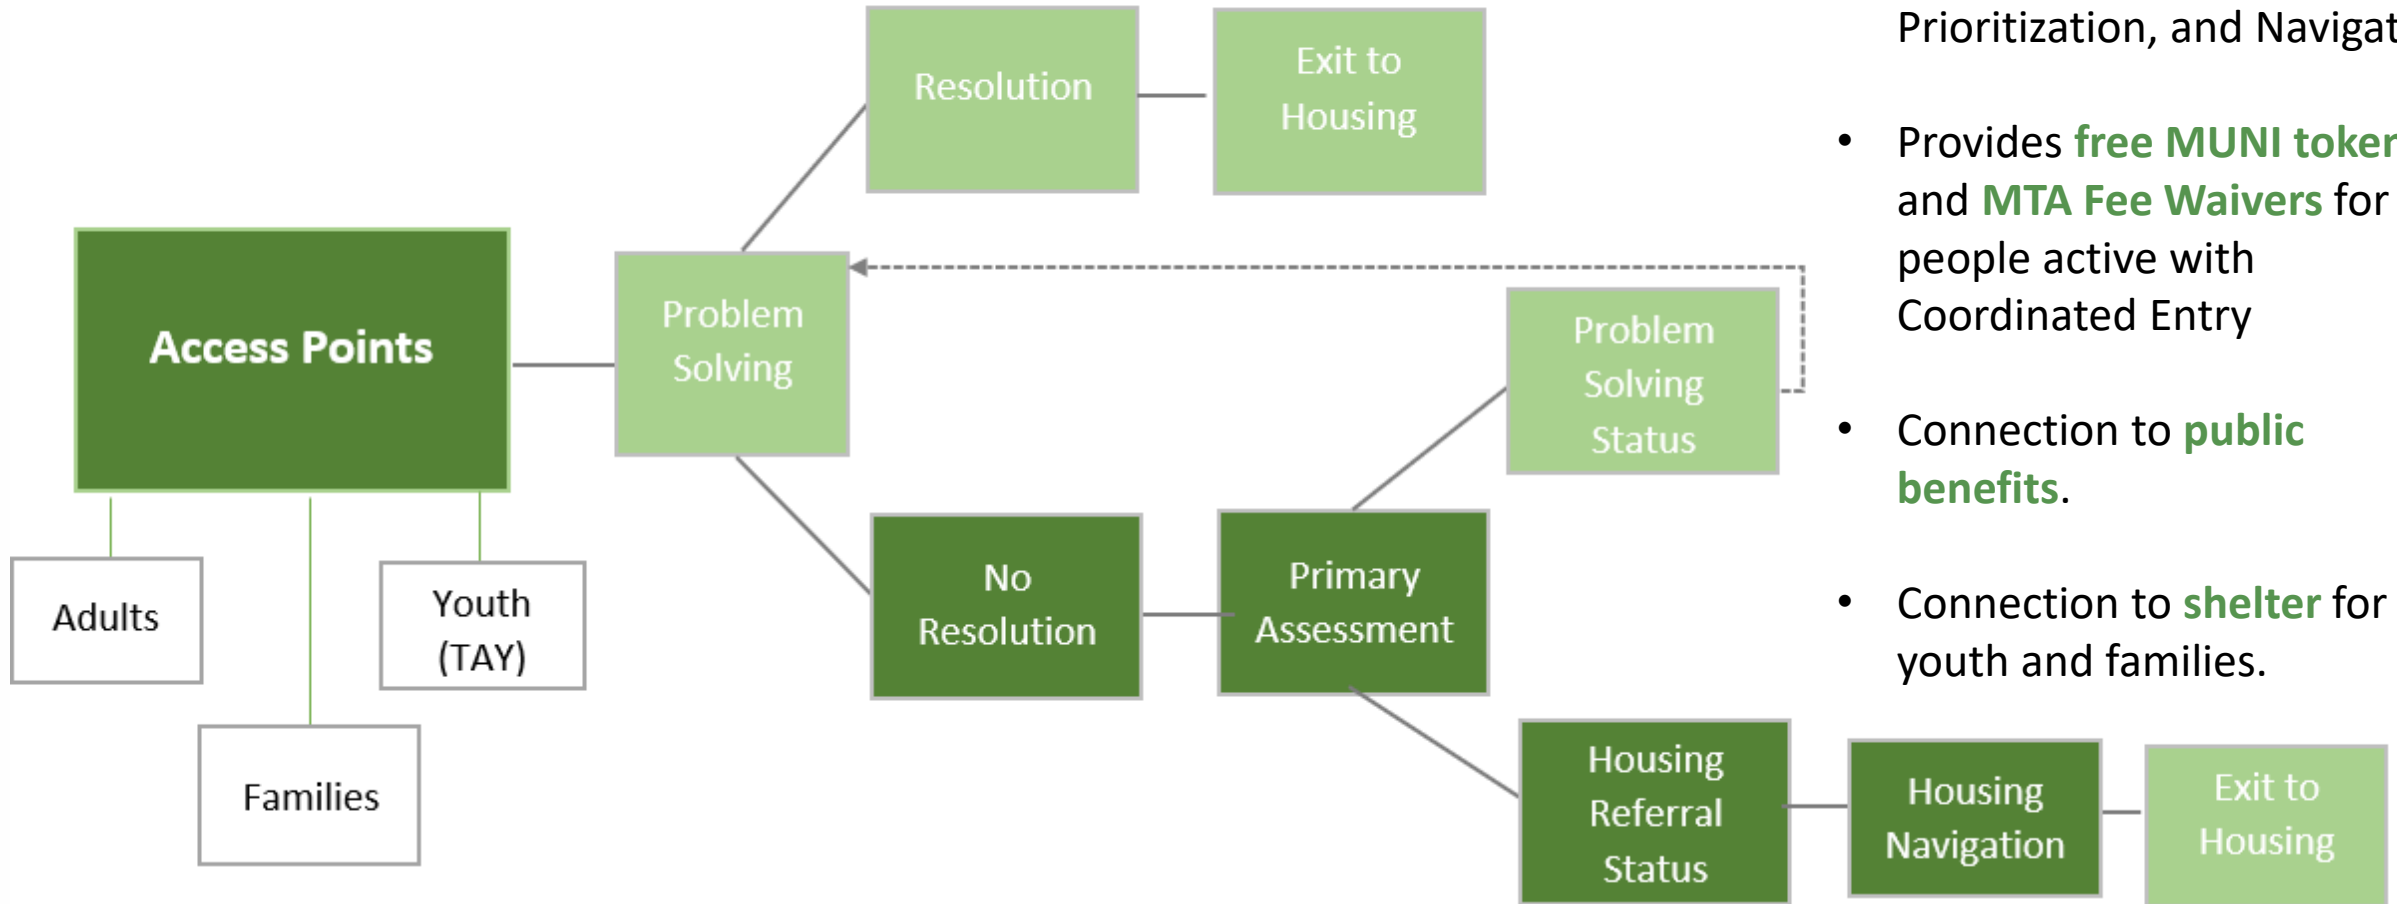 Resolution
Exit to
Housing
Access Points
Problem
Solving
Problem
Solving
Status
Adults
Youth
(TAY)
Families
No
Resolution
Primary
Assessment
Housing
Referral
Status
Housing
Navigation
Exit to
Housing
Prioritization, and
• Provides free MUNI
and MTA Fee Waivers for
people active with
Coordinated Entry
• Connection to public
benefits.
• Connection to shelter for
youth and families.